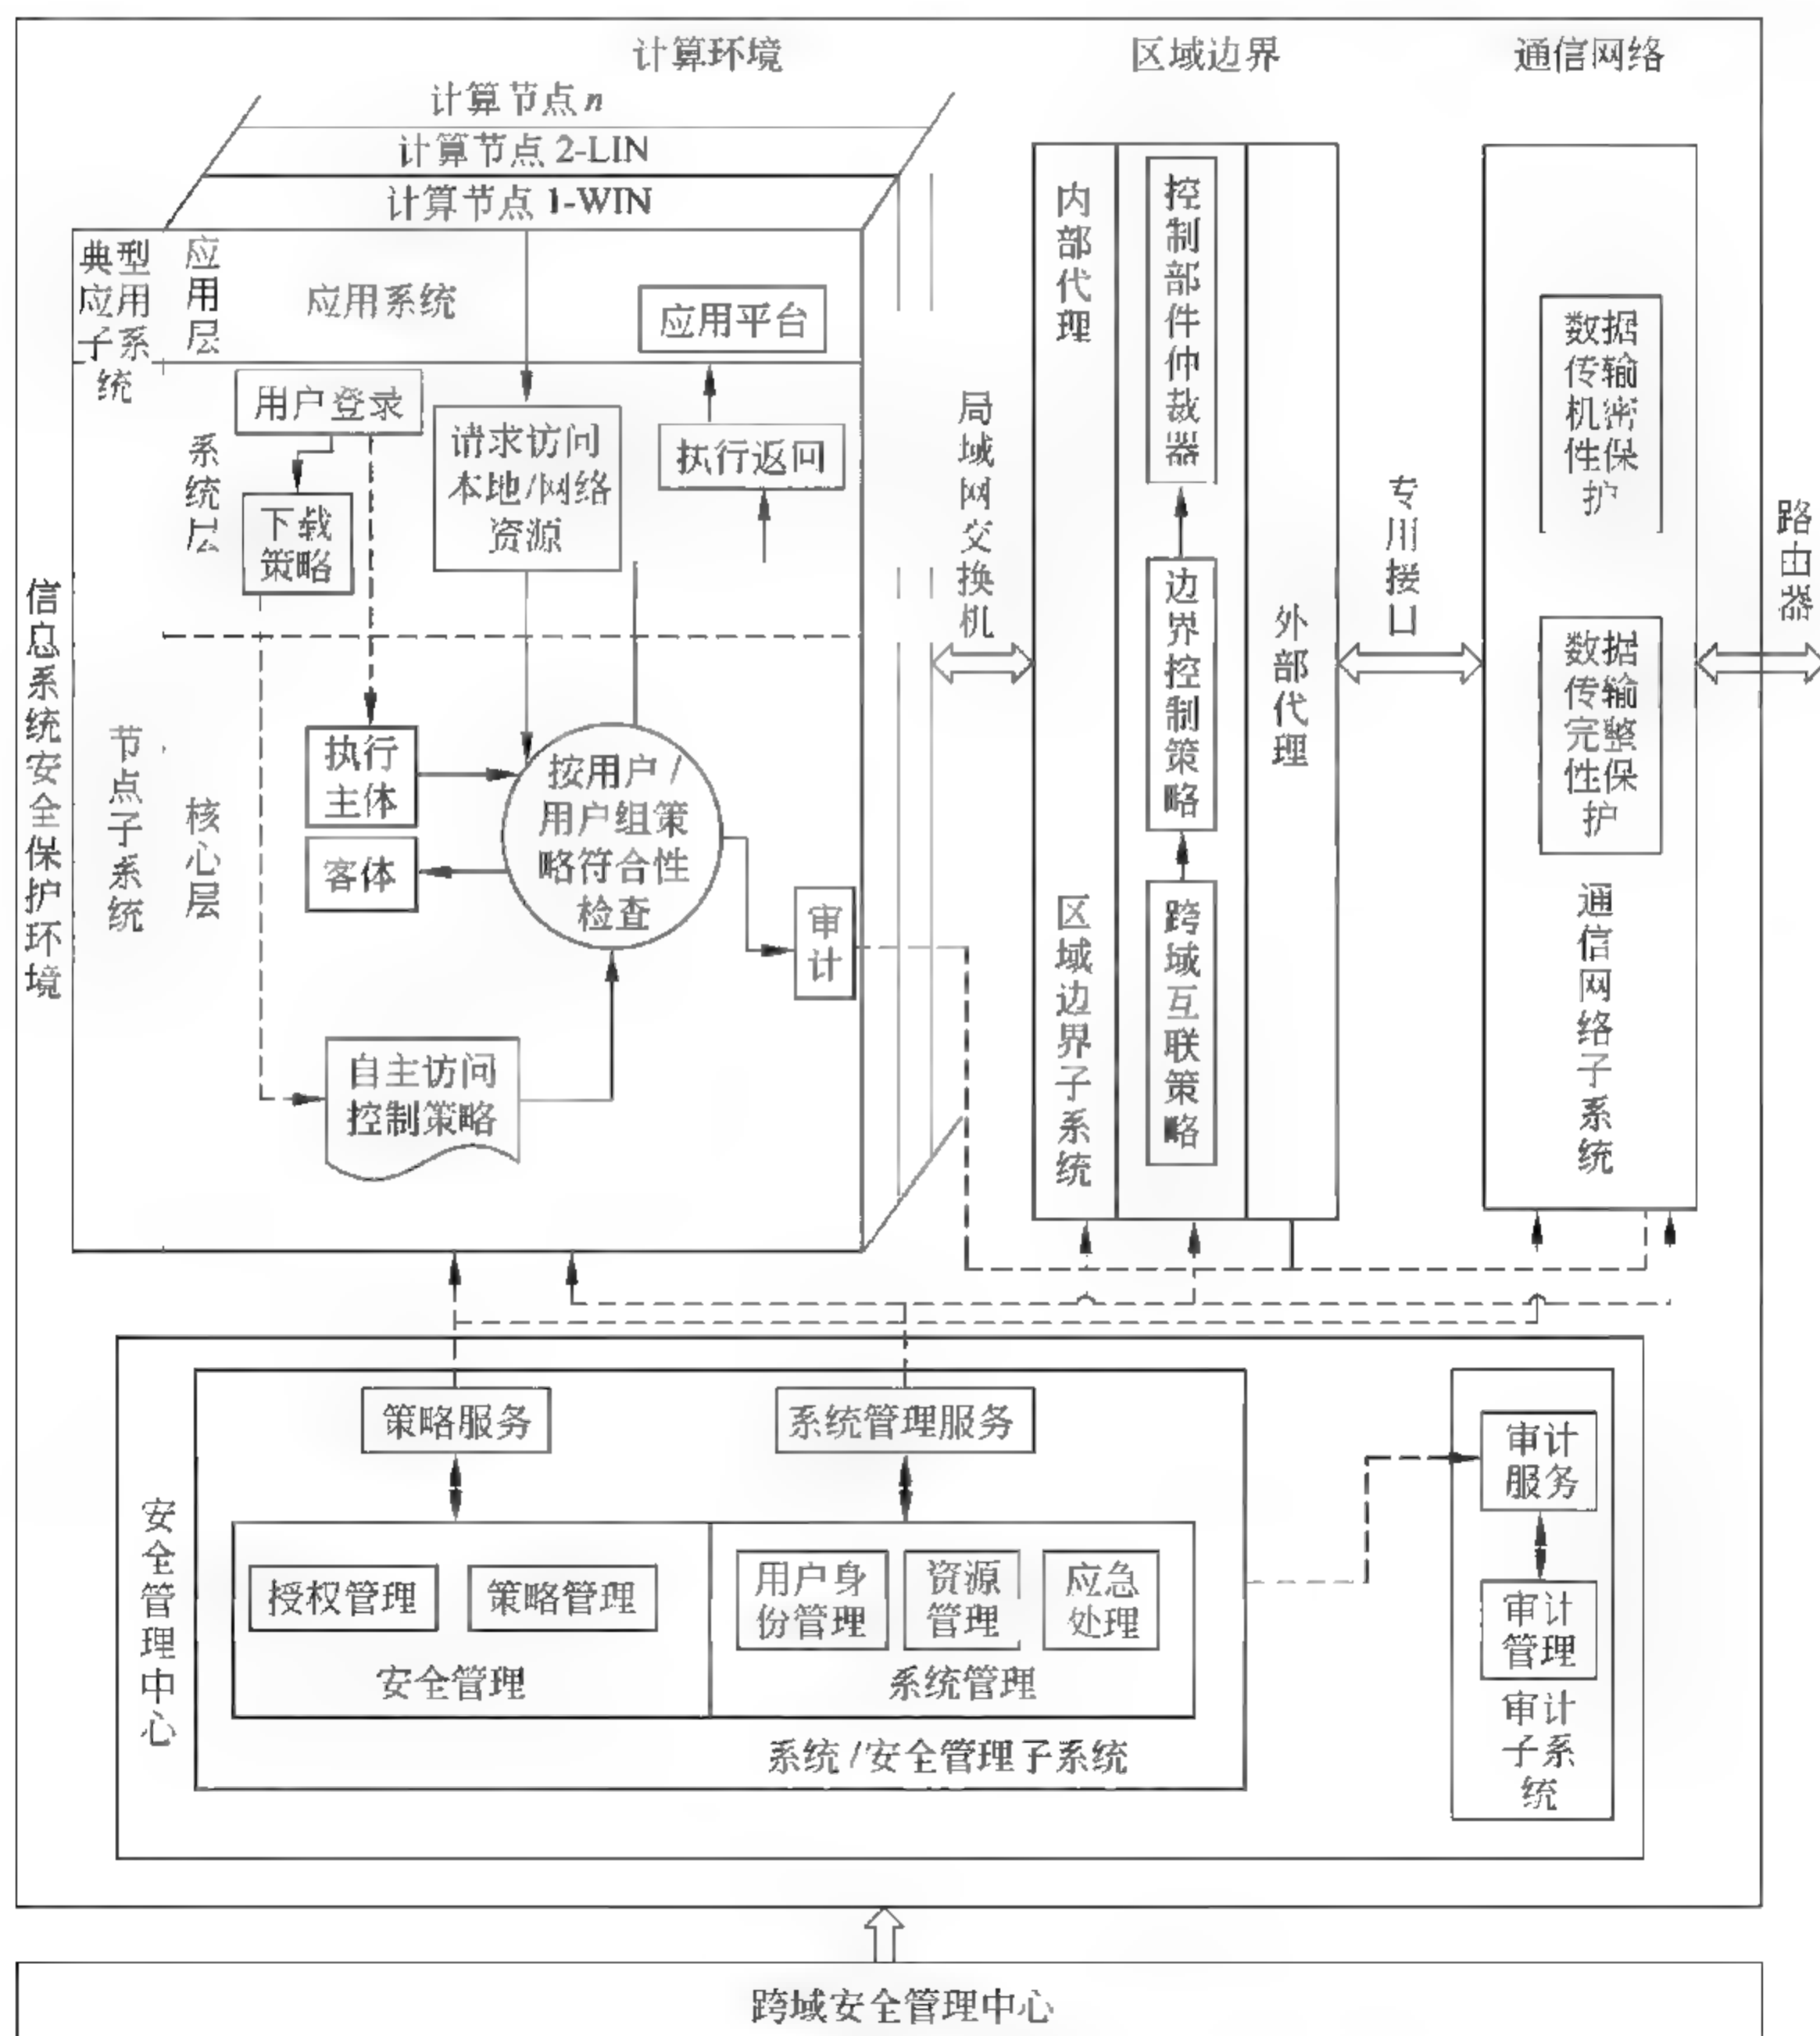 计算环境
区域边界
通信网络
计算节点n
计算节点2-LIN
计算节点1-WIN
信息系统安全保护环境
典型
应用
子系
统
应用层
应用系统
应用平台
系统层
用户登录
下载
策略
请求访问
本地/网络
资源
执行返回
节点子系统
核心层
执行
主体
客体
按用户/
用户组策
略符合性
检查
审计
自主访问
控制策略
局域网交换机
内部代理
区域边界子系统
控制部件仲裁器
边界控制策略
跨域互联策略
外部代理
专用接口
数据
传输
机密
性保
护
数据
传输
完整
性保
护
通信网络子系统
路由器
安全管理中心
策略服务
系统管理服务
授权管理
策略管理
安全管理
用户身
份管理
资源
管理
应急
处理
系统管理
系统/安全管理子系统
审计
服务
审计
管理
审计
子系
统
跨域安全管理中心